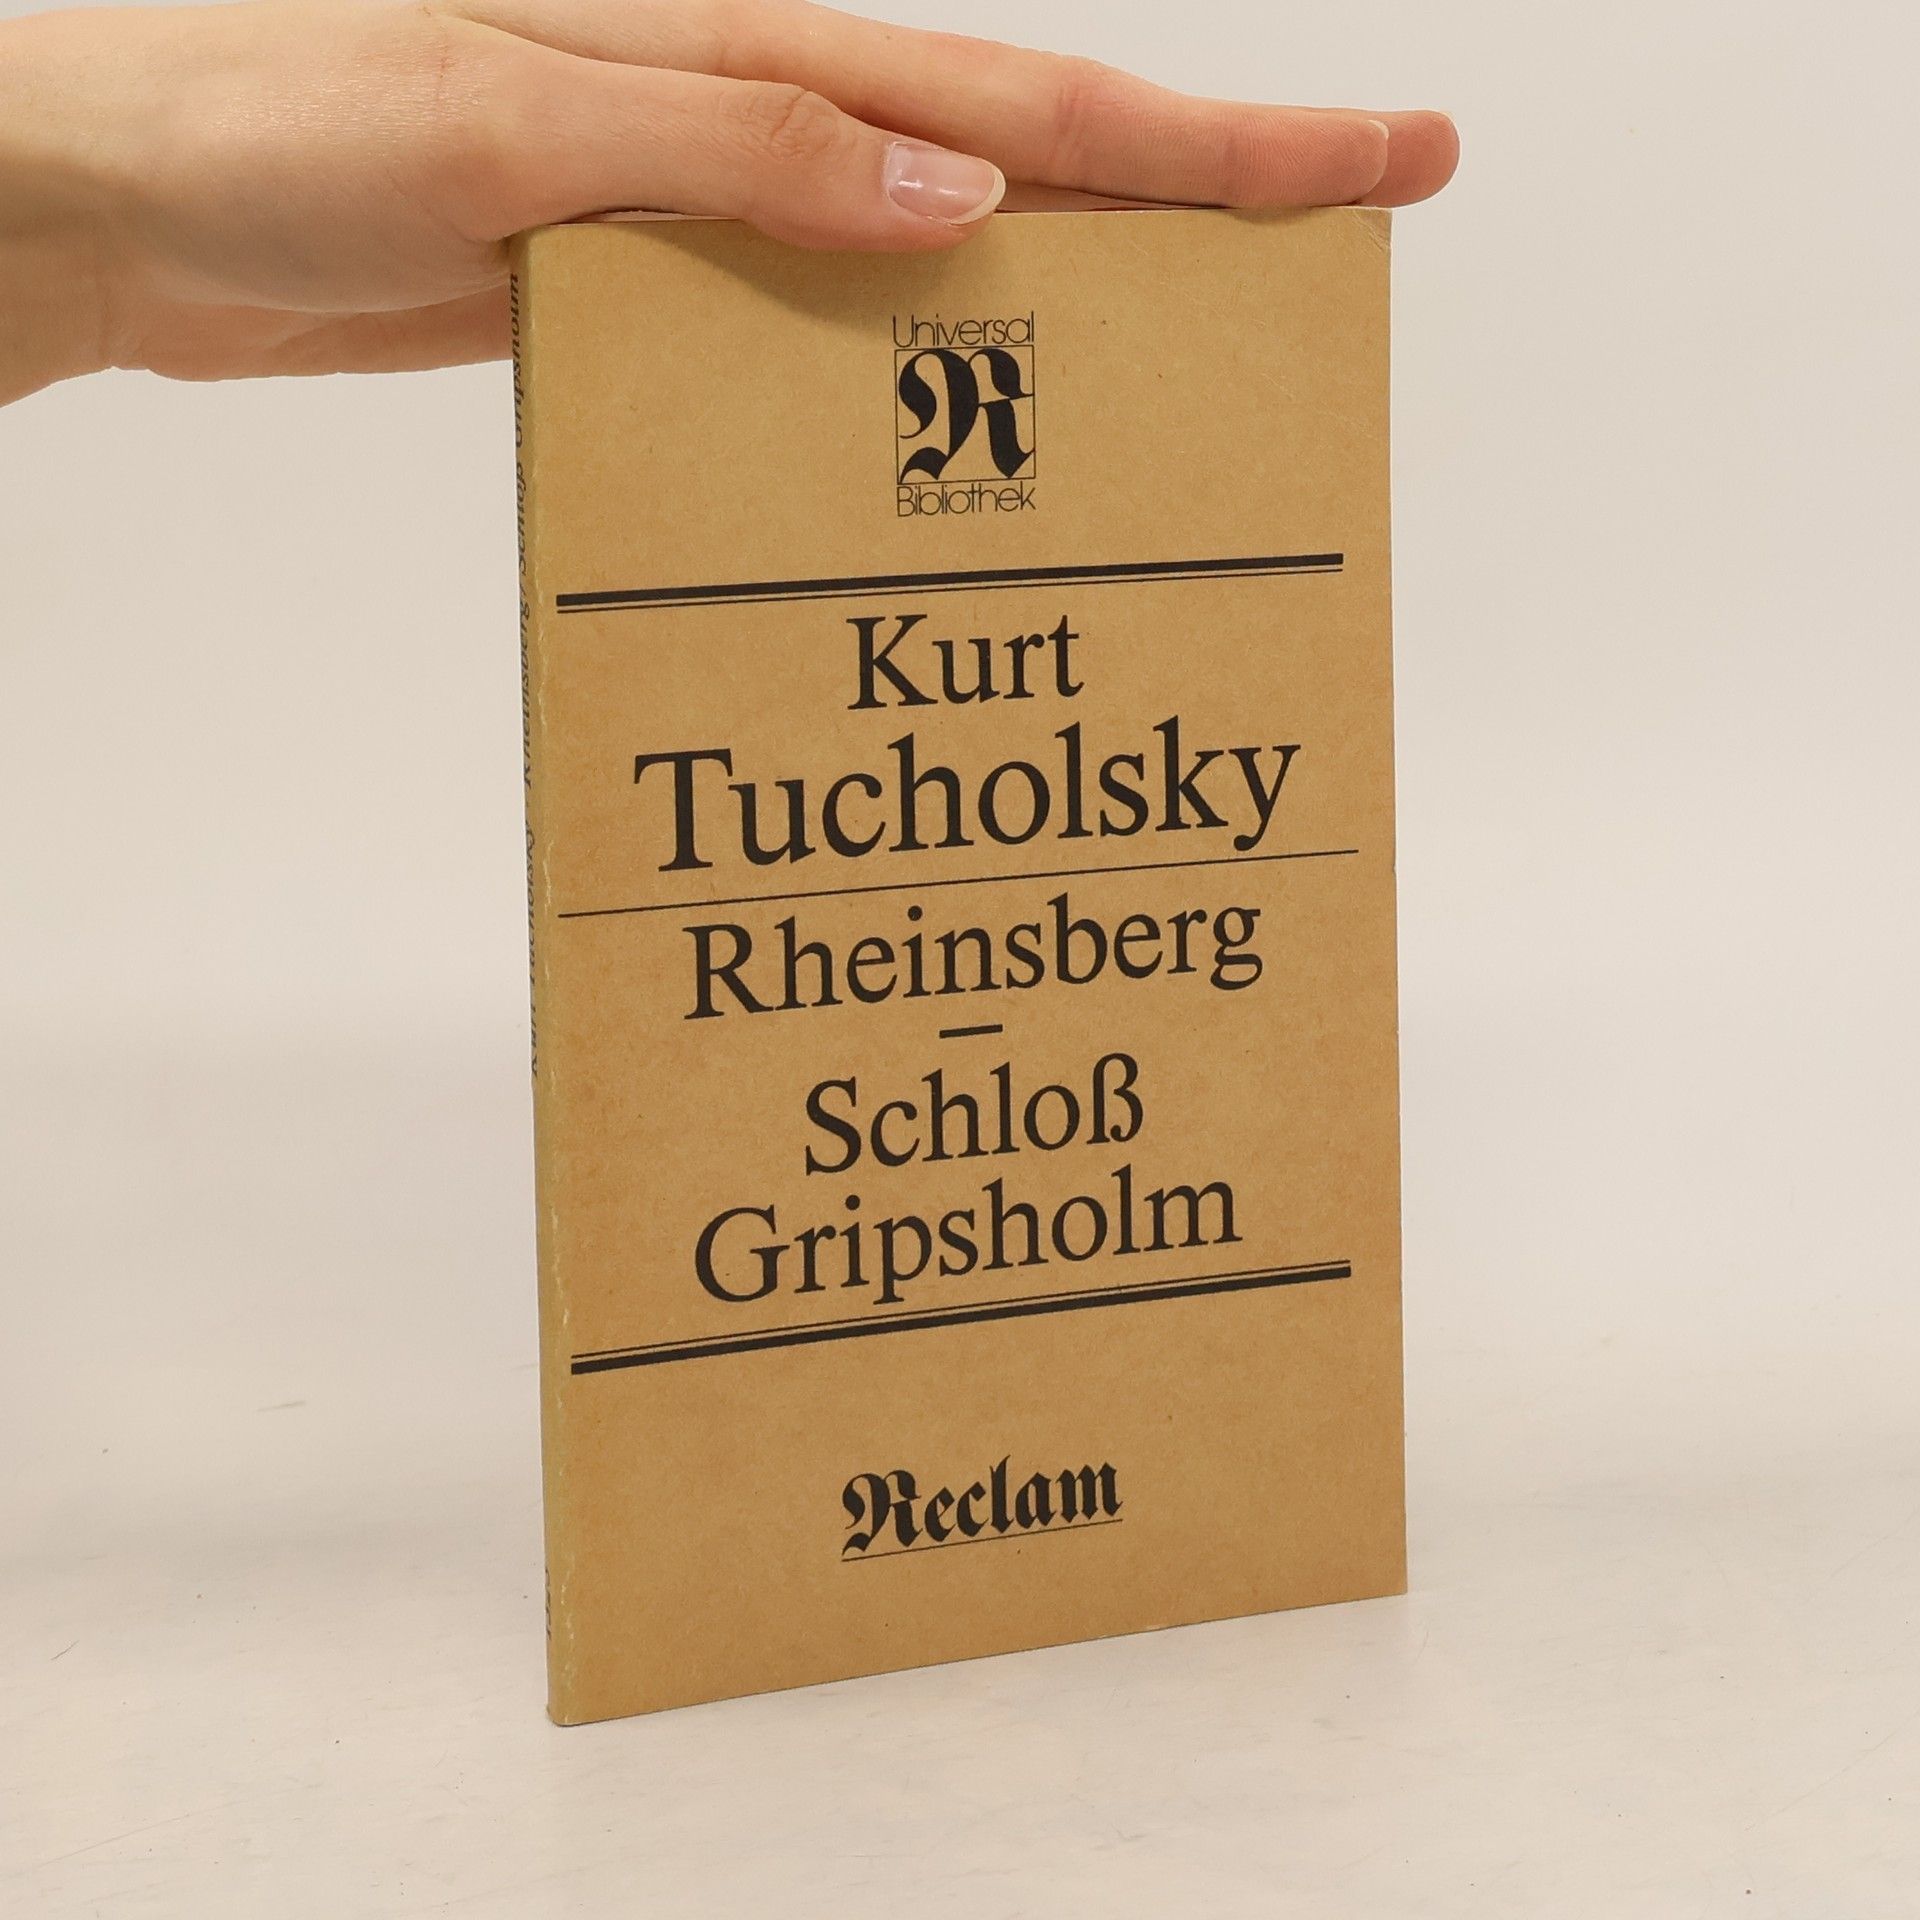 Universal
R
Bibliothek
Kurt
Tucholsky
Rheinsberg
–
Schloß
Gripsholm
Reclam
Kurt Tucholsky · Rheinsberg/Schloß Gripsholm